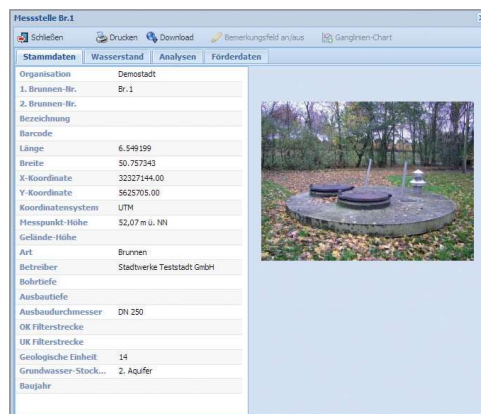 Messstelle Br.1
Schließen Drucken Download Bemerkungsfeld an/aus Ganglinien-Chart
Stammdaten Wasserstand Analysen Förderdaten
Organisation Demostadt
1. Brunnen-Nr. Br.1
2. Brunnen-Nr.
Bezeichnung
Barcode
Länge 6.549199
Breite 50.757343
X-Koordinate 32327144.00
Y-Koordinate 5625705.00
Koordinatensystem UTM
Messpunkt-Höhe 52,07 m ü. NN
Gelände-Höhe
Art Brunnen
Betreiber Stadtwerke Teststadt GmbH
Bohrtiefe
Ausbautiefe
Ausbaudurchmesser DN 250
OK Filterstrecke
UK Filterstrecke
Geologische Einheit 14
Grundwasser-Stock... 2. Aquifer
Baujahr